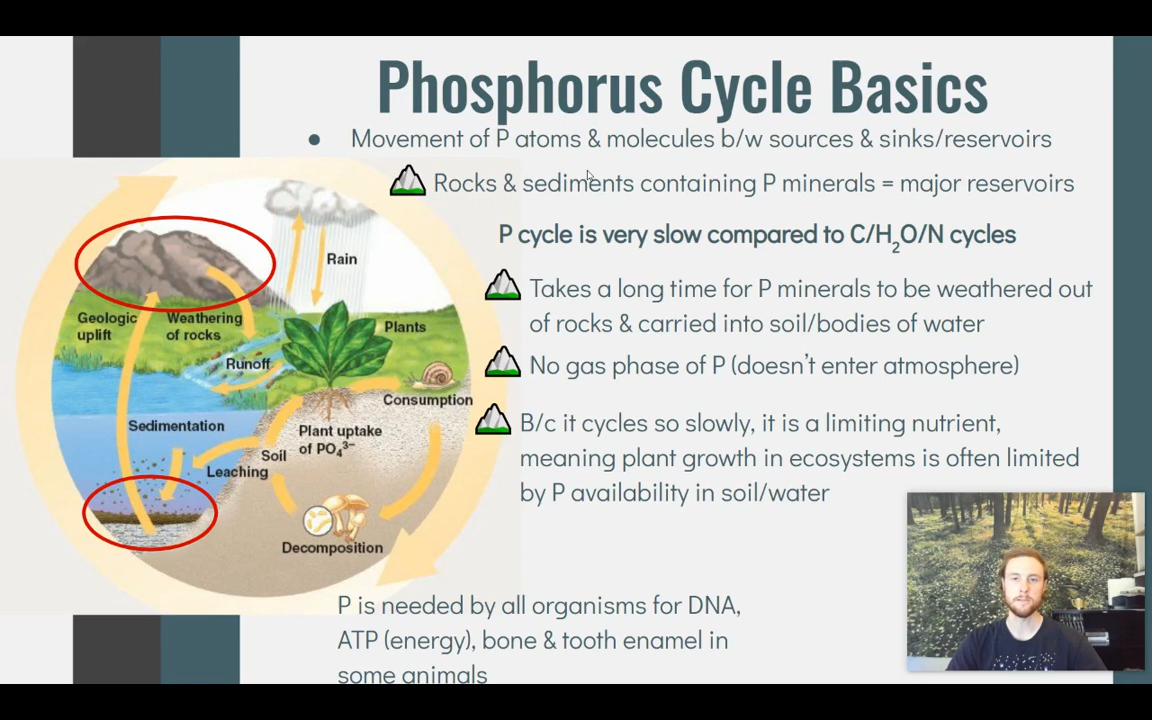 Phosphorus Cycle Basics
● Movement of P atoms & molecules b/w sources & sinks/reservoirs
Rocks & sediments containing P minerals = major reservoirs
P cycle is very slow compared to C/H₂O/N cycles
Takes a long time for P minerals to be weathered out
of rocks & carried into soil/bodies of water
No gas phase of P (doesn't enter atmosphere)
B/c it cycles so slowly, it is a limiting nutrient,
meaning plant growth in ecosystems is often limited
by P availability in soil/water
Rain
Geologic
uplift
Weathering
of rocks
Plants
Runoff
Consumption
Sedimentation
Plant uptake
of PO₄³⁻
Soil
Leaching
Decomposition
P is needed by all organisms for DNA,
ATP (energy), bone & tooth enamel in
some animals